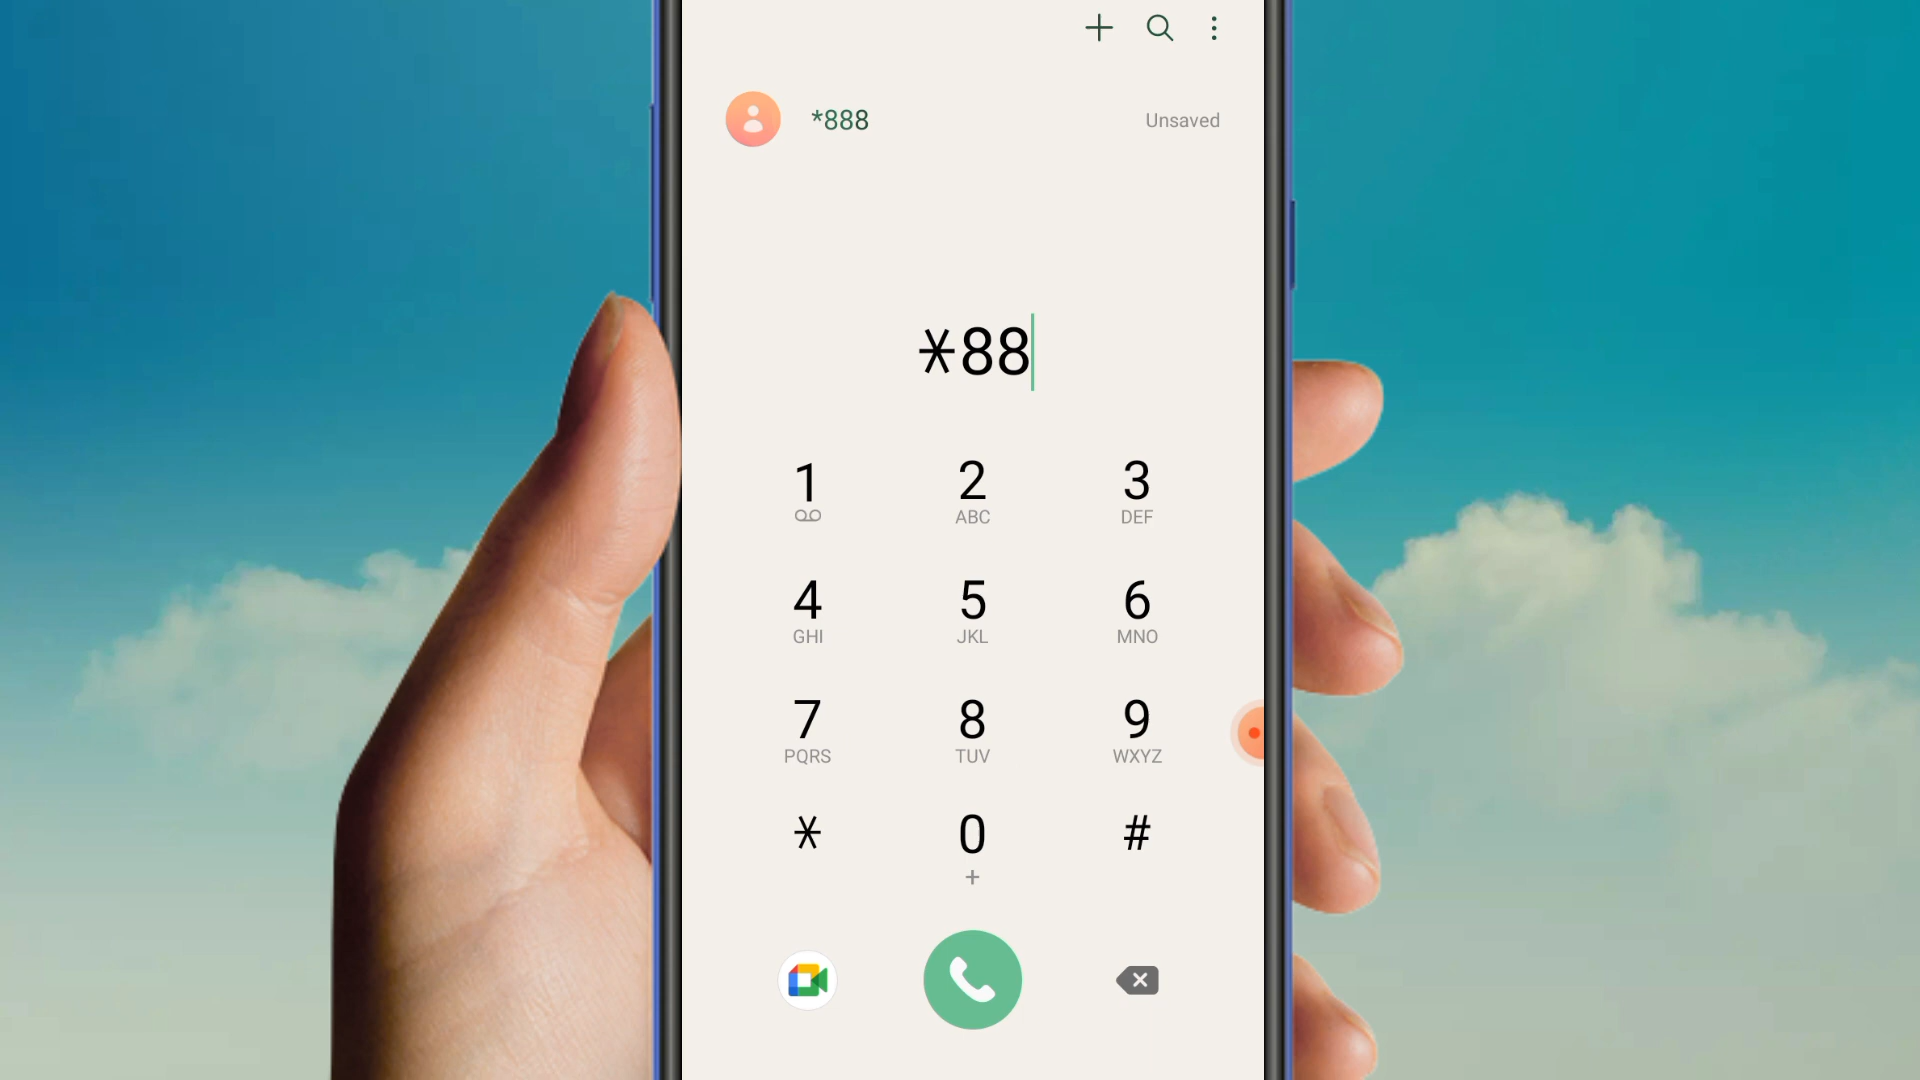 *888 Unsaved
*88
1 2 3
ABC DEF
4 5 6
GHI JKL MNO
7 8 9
PQRS TUV WXYZ
* 0 #
+